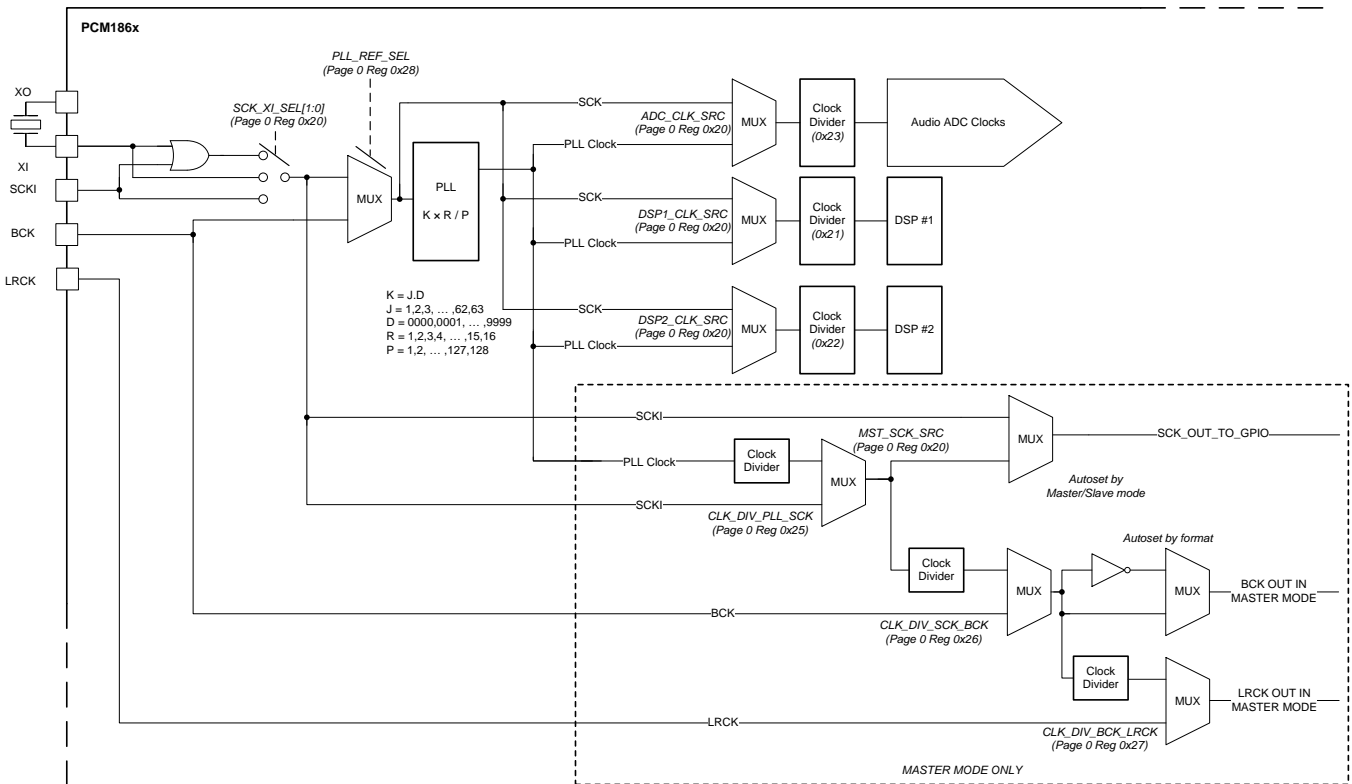 PCM186x
XO
XI
SCKI
BCK
LRCK
SCK_XI_SEL[1:0]
(Page 0 Reg 0x20)
PLL_REF_SEL
(Page 0 Reg 0x28)
MUX
PLL
K × R / P
K = J.D
J = 1,2,3, … ,62,63
D = 0000,0001, … ,9999
R = 1,2,3,4, … ,15,16
P = 1,2, … ,127,128
SCK
ADC_CLK_SRC
(Page 0 Reg 0x20)
PLL Clock
MUX
Clock
Divider
(0x23)
Audio ADC Clocks
SCK
DSP1_CLK_SRC
(Page 0 Reg 0x20)
PLL Clock
MUX
Clock
Divider
(0x21)
DSP #1
SCK
DSP2_CLK_SRC
(Page 0 Reg 0x20)
PLL Clock
MUX
Clock
Divider
(0x22)
DSP #2
SCKI
MST_SCK_SRC
(Page 0 Reg 0x20)
MUX
SCK_OUT_TO_GPIO
Autoset by
Master/Slave mode
PLL Clock
Clock
Divider
MUX
SCKI
CLK_DIV_PLL_SCK
(Page 0 Reg 0x25)
Clock
Divider
MUX
Autoset by format
MUX
BCK OUT IN
MASTER MODE
BCK
CLK_DIV_SCK_BCK
(Page 0 Reg 0x26)
Clock
Divider
MUX
LRCK OUT IN
MASTER MODE
LRCK
CLK_DIV_BCK_LRCK
(Page 0 Reg 0x27)
MASTER MODE ONLY